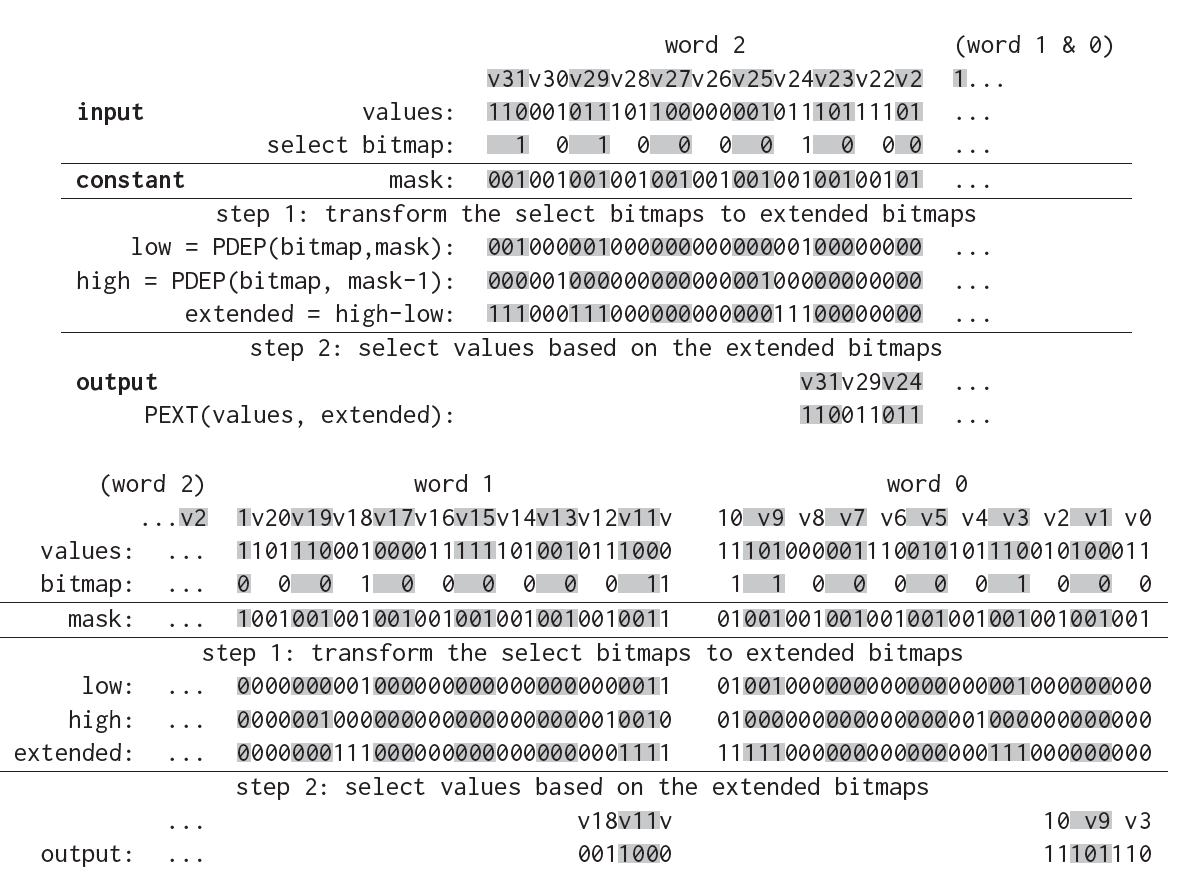 word 2 (word 1 & 0)
v31v30v29v28v27v26v25v24v23v22v2 1...
input values: 11000101110110000000101110111101 ...
select bitmap: 1 0 1 0 0 0 0 1 0 0 0 ...
constant mask: 00100100100100100100100100100101 ...
step 1: transform the select bitmaps to extended bitmaps
low = PDEP(bitmap,mask): 00100000100000000000000100000000 ...
high = PDEP(bitmap, mask-1): 00000100000000000000100000000000 ...
extended = high-low: 11100011100000000000011100000000 ...
step 2: select values based on the extended bitmaps
output v31v29v24 ...
PEXT(values, extended): 110011011 ...
(word 2) word 1 word 0
...v2 1v20v19v18v17v16v15v14v13v12v11v 10 v9 v8 v7 v6 v5 v4 v3 v2 v1 v0
values: ... 11011100010000111111010010111000 11101000001110010101110010100011
bitmap: ... 0 0 0 1 0 0 0 0 0 0 11 1 1 0 0 0 0 0 1 0 0 0
mask: ... 10010010010010010010010010010011 01001001001001001001001001001001
step 1: transform the select bitmaps to extended bitmaps
low: ... 00000000010000000000000000000011 01001000000000000000001000000000
high: ... 00000010000000000000000000010010 01000000000000000001000000000000
extended: ... 00000001110000000000000000001111 11111000000000000000111000000000
step 2: select values based on the extended bitmaps
... v18v11v 10 v9 v3
output: ... 0011000 11101110